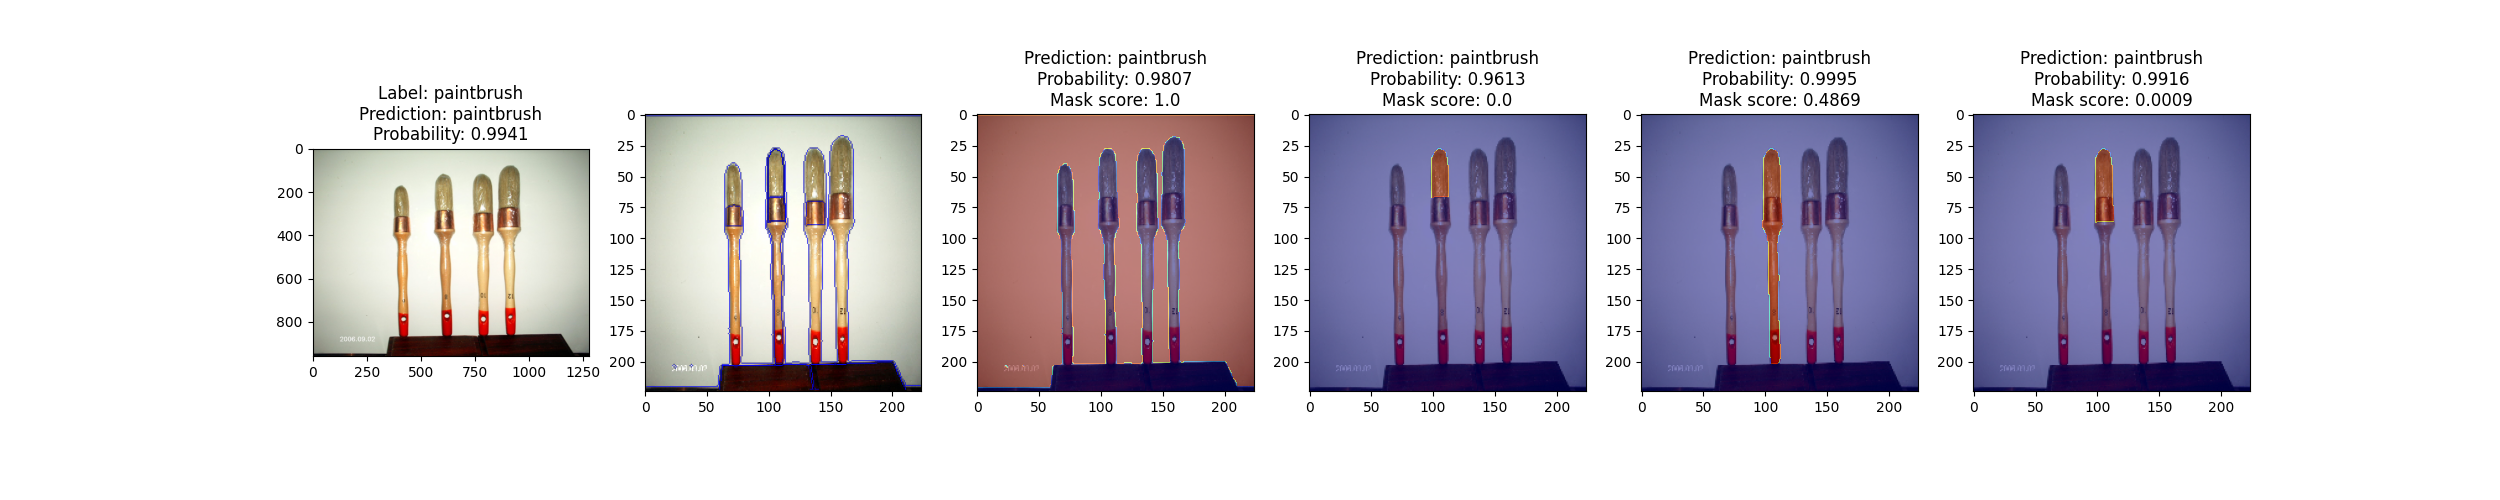 Label: paintbrush
Prediction: paintbrush
Probability: 0.9941
Prediction: paintbrush
Probability: 0.9807
Mask score: 1.0
Prediction: paintbrush
Probability: 0.9613
Mask score: 0.0
Prediction: paintbrush
Probability: 0.9995
Mask score: 0.4869
Prediction: paintbrush
Probability: 0.9916
Mask score: 0.0009
0
200
400
600
800
0 250 500 750 1000 1250
2006.09.02
0
25
50
75
100
125
150
175
200
0 50 100 150 200
0
25
50
75
100
125
150
175
200
0 50 100 150 200
0
25
50
75
100
125
150
175
200
0 50 100 150 200
0
25
50
75
100
125
150
175
200
0 50 100 150 200
0
25
50
75
100
125
150
175
200
0 50 100 150 200